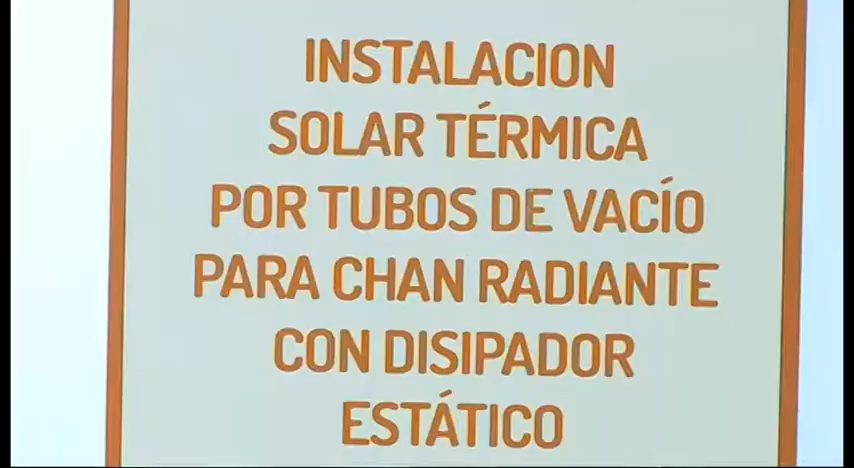 INSTALACION
SOLAR TÉRMICA
POR TUBOS DE VACÍO
PARA CHAN RADIANTE
CON DISIPADOR
ESTÁTICO